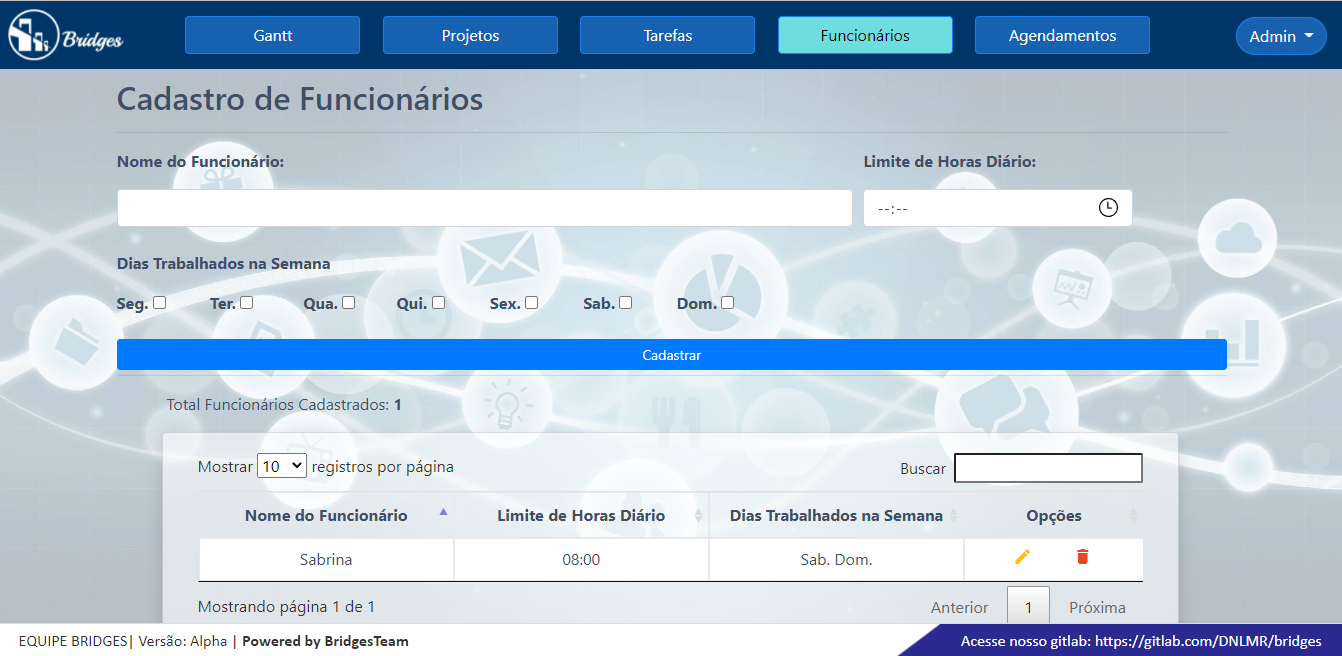 Bridges Gantt Projetos Tarefas Funcionários Agendamentos Admin
Cadastro de Funcionários
Nome do Funcionário: Limite de Horas Diário:
--:--
Dias Trabalhados na Semana
Seg. Ter. Qua. Qui. Sex. Sab. Dom.
Cadastrar
Total Funcionários Cadastrados: 1
Mostrar 10 registros por página Buscar
Nome do Funcionário Limite de Horas Diário Dias Trabalhados na Semana Opções
Sabrina 08:00 Sab. Dom.
Mostrando página 1 de 1 Anterior 1 Próxima
EQUIPE BRIDGES| Versão: Alpha | Powered by BridgesTeam Acesse nosso gitlab: https://gitlab.com/DNLMR/bridges